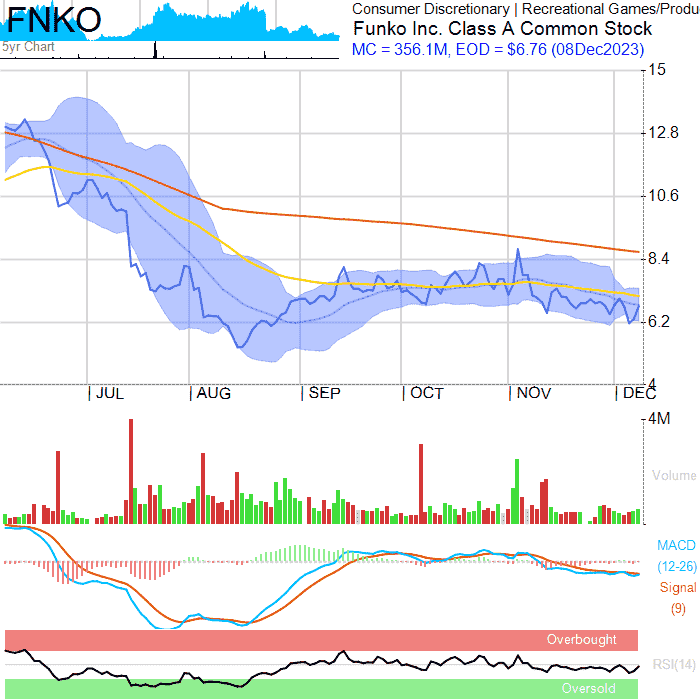 FNKO
5yr Chart
Consumer Discretionary | Recreational Games/Produ
Funko Inc. Class A Common Stock
MC = 356.1M, EOD = $6.76 (08Dec2023)
15
12.8
10.6
8.4
6.2
4
JUL AUG SEP OCT NOV DEC
4M
Volume
MACD
(12-26)
Signal
(9)
Overbought
RSI(14)
Oversold